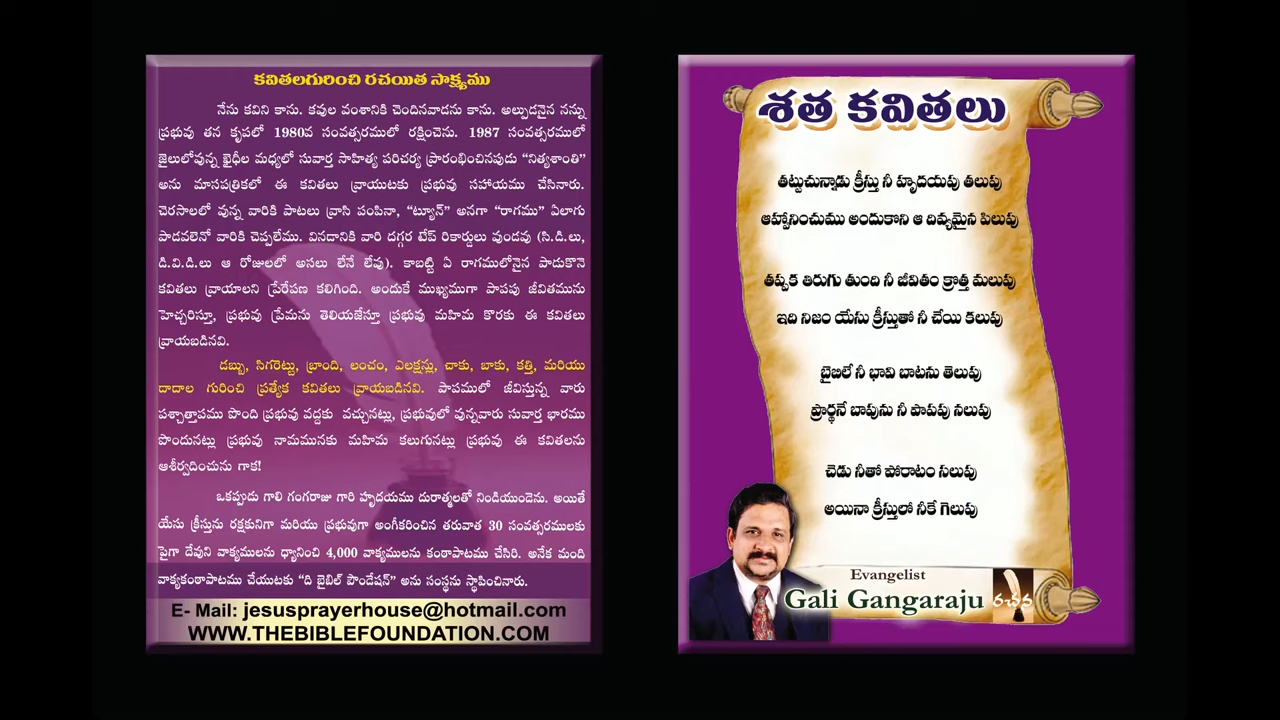 కవితలగురించి రచయిత సాక్ష్యము
నేను కవిని కాను. కవుల వంశానికి చెందినవాడను కాను. అల్పుడనైన నన్ను
ప్రభువు తన కృపలో 1980వ సంవత్సరములో రక్షించెను. 1987 సంవత్సరములో
జైలులోవున్న ఖైధీల మధ్యలో సువార్త సాహిత్య పరిచర్య ప్రారంభించినపుడు “నిత్యశాంతి”
అను మాసపత్రికలో ఈ కవితలు వ్రాయుటకు ప్రభువు సహాయము చేసినారు.
చెరసాలలో వున్న వారికి పాటలు వ్రాసి పంపినా, “ట్యూన్” అనగా “రాగము” ఏలాగు
పాడవలెనో వారికి చెప్పలేము. వినడానికి వారి దగ్గర టేప్ రికార్డులు వుండవు (సి.డి.లు,
డి.వి.డి.లు ఆ రోజులలో అసలు లేనే లేవు). కాబట్టి ఏ రాగములోనైన పాడుకొనె
కవితలు వ్రాయాలని ప్రేరేపణ కలిగింది. అందుకే ముఖ్యముగా పాపపు జీవితమును
హెచ్చరిస్తూ, ప్రభువు ప్రేమను తెలియజేస్తూ ప్రభువు మహిమ కొరకు ఈ కవితలు
వ్రాయబడినవి.
డబ్బు, సిగరెట్టు, బ్రాంది, లంచం, ఎలక్షన్లు, చాకు, బాకు, కత్తి, మరియు
దాదాల గురించి ప్రత్యేక కవితలు వ్రాయబడినవి. పాపములో జీవిస్తున్న వారు
పశ్చాత్తాపము పొంది ప్రభువు వద్దకు వచ్చునట్లు, ప్రభువులో వున్నవారు సువార్త భారము
పొందునట్లు ప్రభువు నామమునకు మహిమ కలుగునట్లు ప్రభువు ఈ కవితలను
ఆశీర్వదించును గాక!
ఒకప్పుడు గాలి గంగరాజు గారి హృదయము దురాత్మలతో నిండియుండెను. అయితే
యేసు క్రీస్తును రక్షకునిగా మరియు ప్రభువుగా అంగీకరించిన తరువాత 30 సంవత్సరములకు
పైగా దేవుని వాక్యములను ధ్యానించి 4,000 వాక్యములను కంఠాపాటము చేసిరి. అనేక మంది
వాక్యకంఠాపాటము చేయుటకు “ది బైబిల్ ఫౌండేషన్” అను సంస్థను స్థాపించినారు.
E- Mail: jesusprayerhouse@hotmail.com
WWW.THEBIBLEFOUNDATION.COM
శత కవితలు
తట్టుచున్నాడు క్రీస్తు నీ హృదయపు తలుపు
ఆహ్వానించుము అందుకొని ఆ దివ్యమైన పిలుపు
తప్పక తిరుగు తుంది నీ జీవితం క్రొత్త మలుపు
ఇది నిజం యేసు క్రీస్తుతో నీ చేయి కలుపు
బైబిలే నీ భావి బాటను తెలుపు
ప్రార్థనే బాపును నీ పాపపు నలుపు
చెడు నీతో పోరాటం సలుపు
అయినా క్రీస్తులో నీకే గెలుపు
Evangelist
Gali Gangaraju
రచన